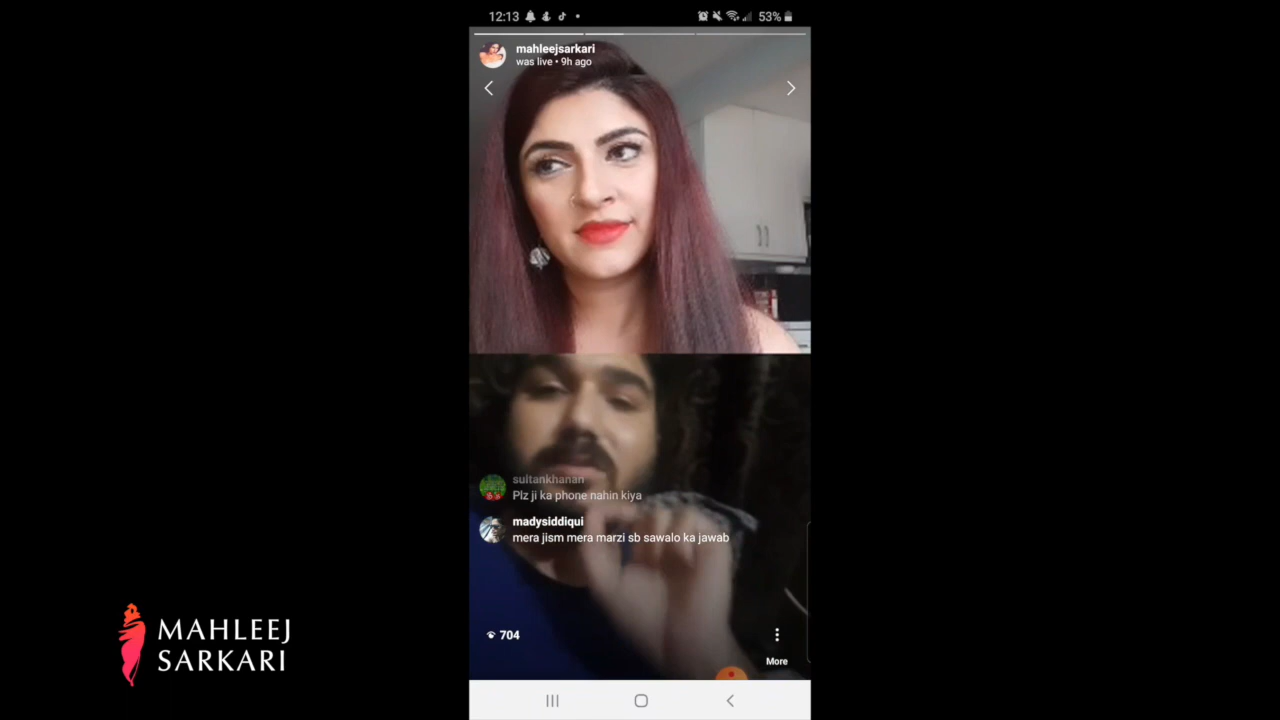 12:13
53%
mahleejsarkari
was live • 9h ago
sultankhanan
Plz ji ka phone nahin kiya
madysiddiqui
mera jism mera marzi sb sawalo ka jawab
704
More
MAHLEEJ
SARKARI